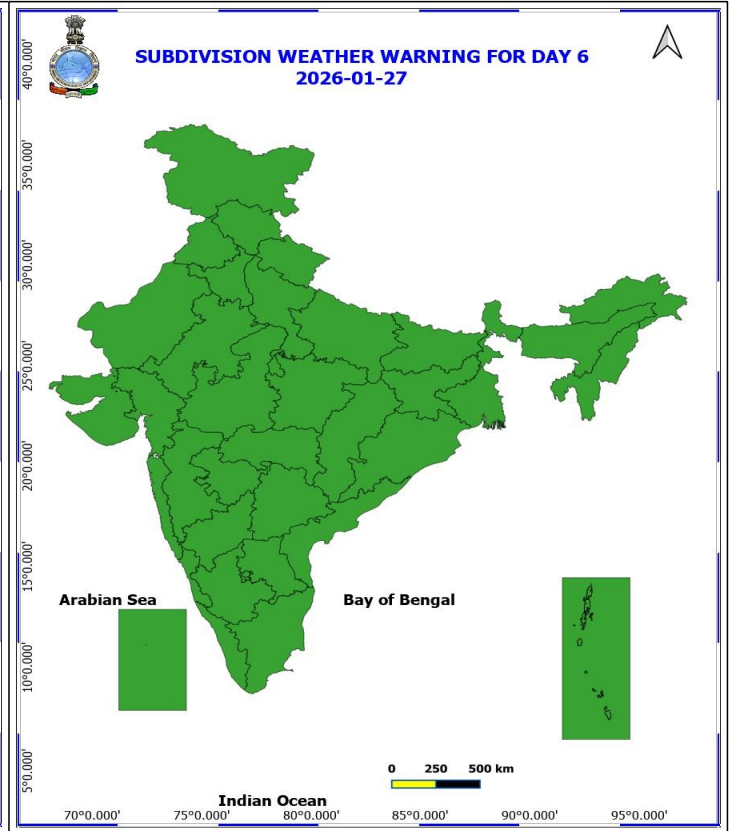 SUBDIVISION WEATHER WARNING FOR DAY 6
2026-01-27
40°0.000'
35°0.000'
30°0.000'
25°0.000'
20°0.000'
15°0.000'
10°0.000'
5°0.000'
Arabian Sea
Bay of Bengal
0 250 500 km
Indian Ocean
70°0.000' 75°0.000' 80°0.000' 85°0.000' 90°0.000' 95°0.000'